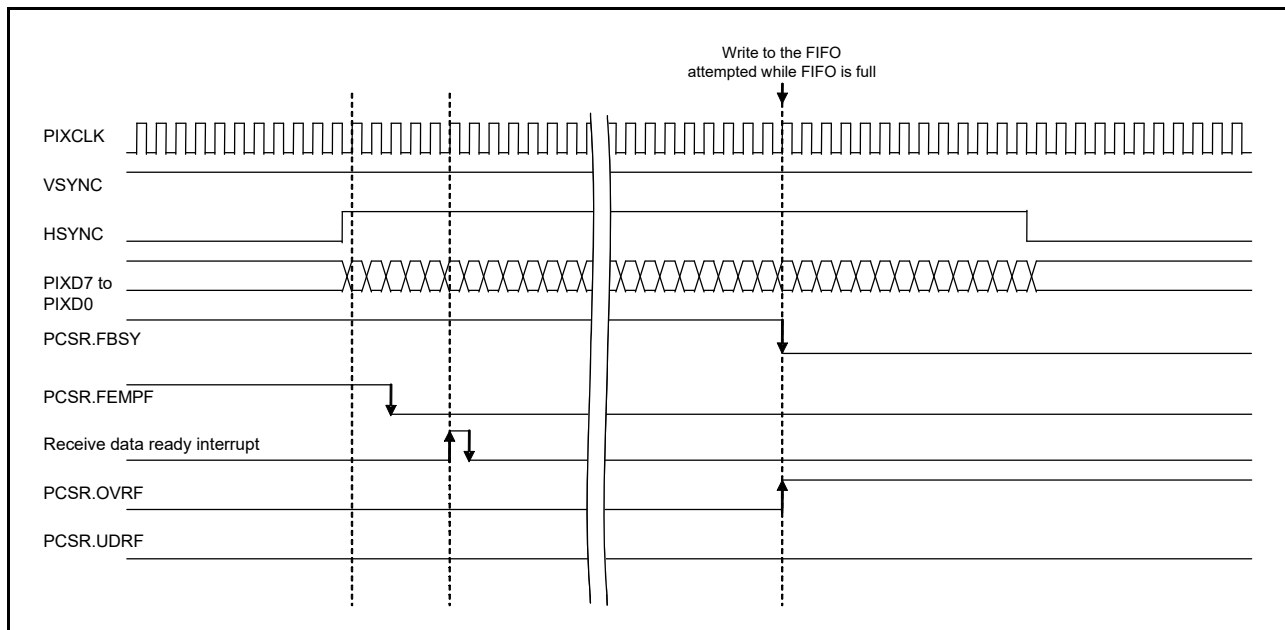 Write to the FIFO
attempted while FIFO is full
PIXCLK
VSYNC
HSYNC
PIXD7 to
PIXD0
PCSR.FBSY
PCSR.FEMPF
Receive data ready interrupt
PCSR.OVRF
PCSR.UDRF